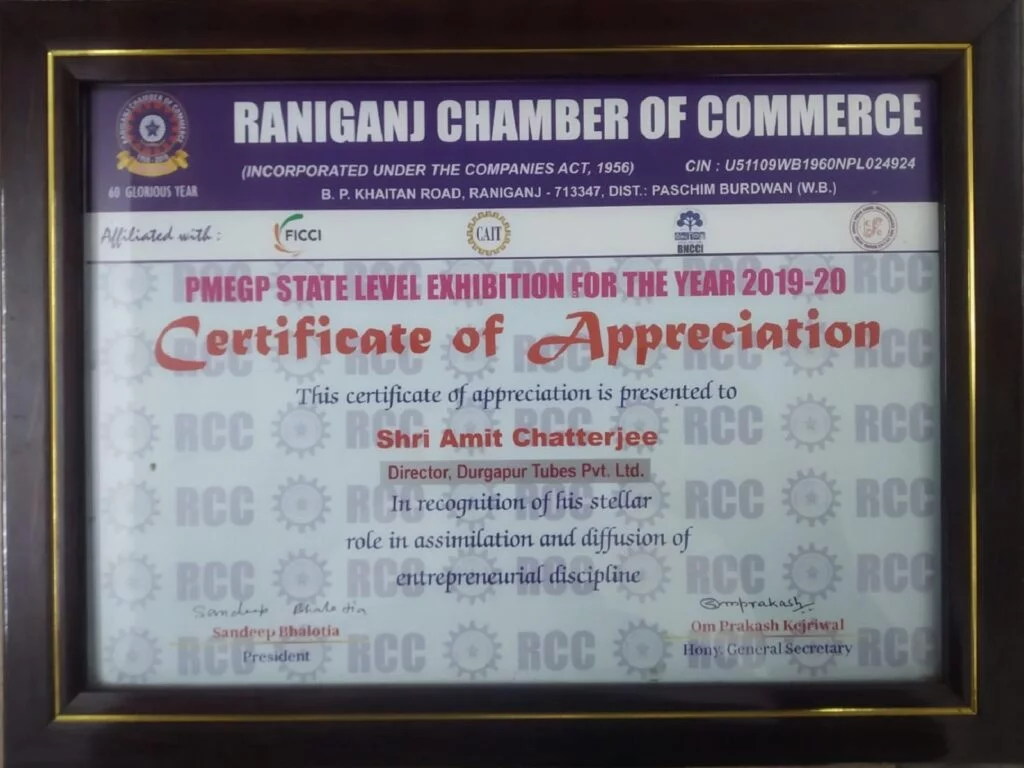 RANIGANJ CHAMBER OF COMMERCE
60 GLORIOUS YEAR
(INCORPORATED UNDER THE COMPANIES ACT, 1956)
CIN : U51109WB1960NPL024924
B. P. KHAITAN ROAD, RANIGANJ - 713347, DIST.: PASCHIM BURDWAN (W.B.)
Affiliated with :
FICCI
CAIT
BNCCI
PMEGP STATE LEVEL EXHIBITION FOR THE YEAR 2019-20
Certificate of Appreciation
This certificate of appreciation is presented to
Shri Amit Chatterjee
Director, Durgapur Tubes Pvt. Ltd.
In recognition of his stellar
role in assimilation and diffusion of
entrepreneurial discipline
Sandeep Bhalotia
Omprakash
Sandeep Bhalotia
Om Prakash Kejriwal
President
Hony. General Secretary
RCC